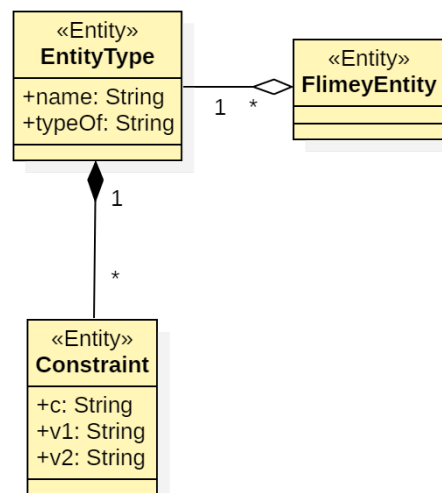 «Entity»
EntityType
+name: String
+typeOf: String
«Entity»
FlimeyEntity
1
*
1
*
«Entity»
Constraint
+c: String
+v1: String
+v2: String